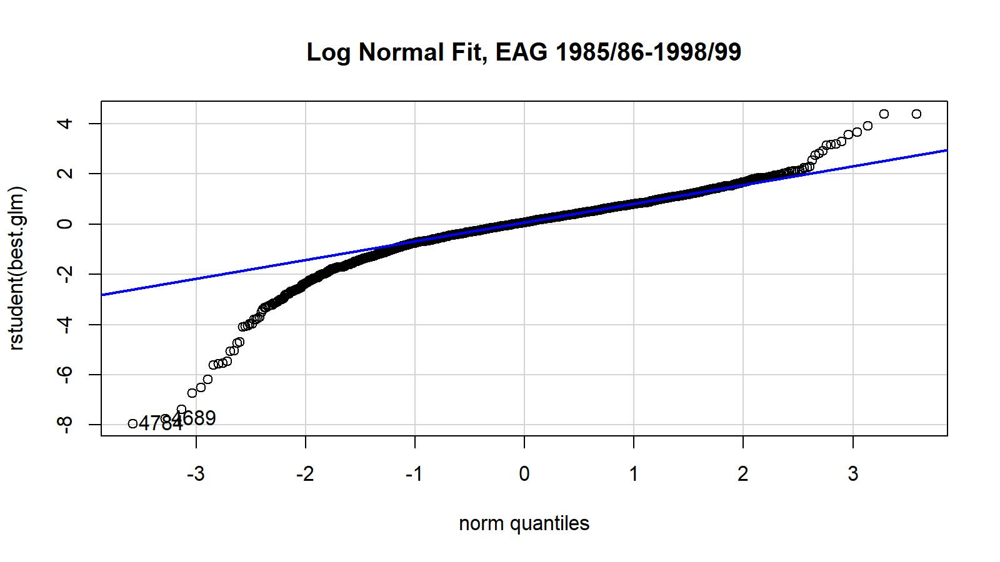 Log Normal Fit, EAG 1985/86-1998/99
rstudent(best.glm)
4
2
0
-2
-4
-6
-8
4784
4689
-3 -2 -1 0 1 2 3
norm quantiles